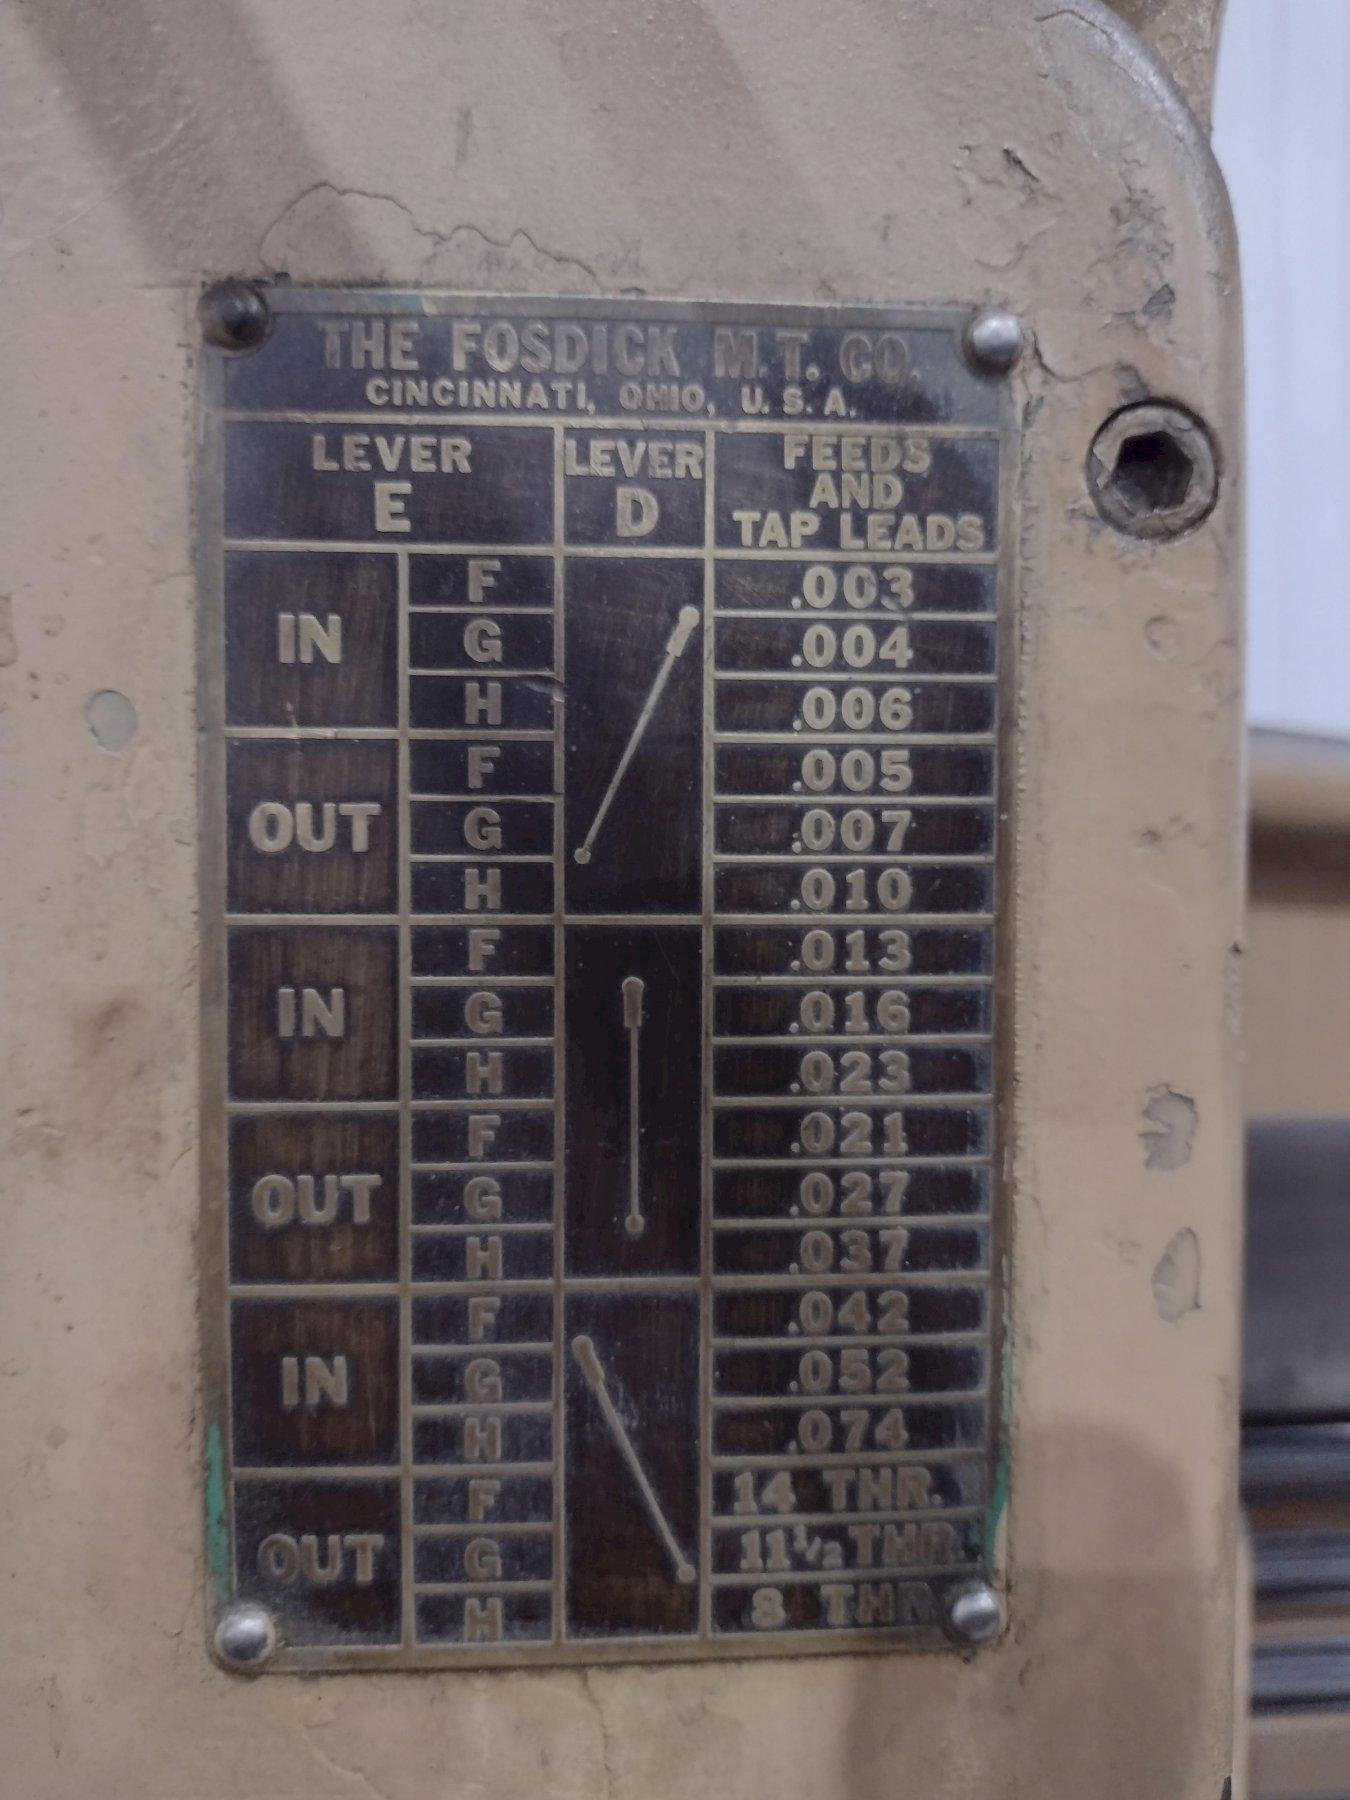 THE FOSDICK M.T. CO.
CINCINNATI, OHIO, U.S.A.
LEVER E LEVER D FEEDS AND TAP LEADS
IN F .003
G .004
H .006
OUT F .005
G .007
H .010
IN F .013
G .016
H .023
OUT F .021
G .027
H .037
IN F .042
G .052
H .074
OUT F 14 THR.
G 11 1/2 THR.
H 8 THR.